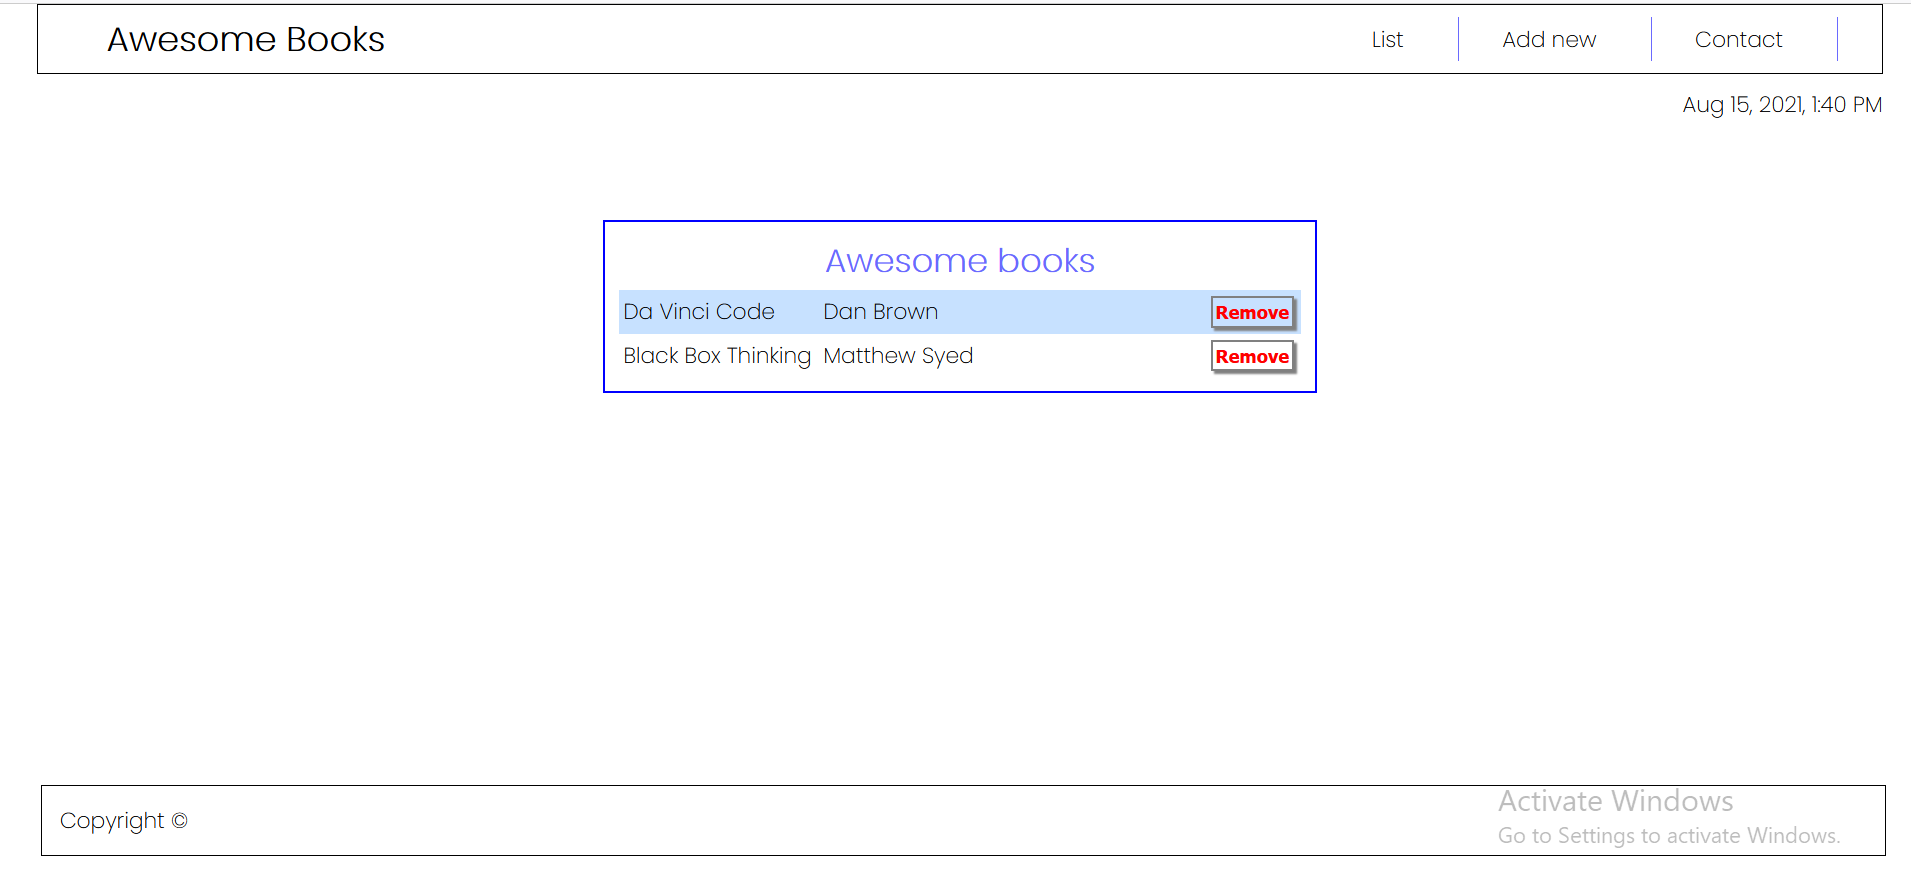 Awesome Books List Add new Contact
Aug 15, 2021, 1:40 PM
Awesome books
Da Vinci Code Dan Brown Remove
Black Box Thinking Matthew Syed Remove
Copyright ©
Activate Windows
Go to Settings to activate Windows.